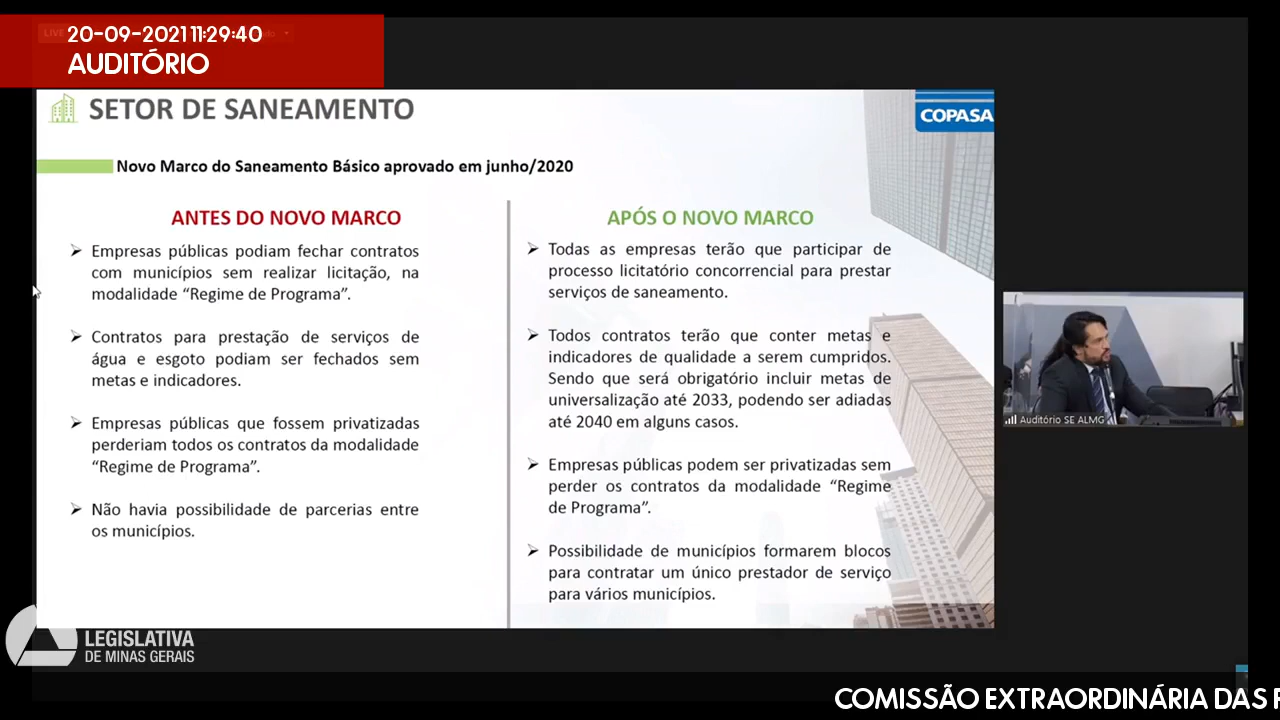 20-09-2021 11:29:40
AUDITÓRIO
SETOR DE SANEAMENTO
COPASA
Novo Marco do Saneamento Básico aprovado em junho/2020
ANTES DO NOVO MARCO
➢ Empresas públicas podiam fechar contratos
com municípios sem realizar licitação, na
modalidade “Regime de Programa”.
➢ Contratos para prestação de serviços de
água e esgoto podiam ser fechados sem
metas e indicadores.
➢ Empresas públicas que fossem privatizadas
perderiam todos os contratos da modalidade
“Regime de Programa”.
➢ Não havia possibilidade de parcerias entre
os municípios.
APÓS O NOVO MARCO
➢ Todas as empresas terão que participar de
processo licitatório concorrencial para prestar
serviços de saneamento.
➢ Todos contratos terão que conter metas e
indicadores de qualidade a serem cumpridos.
Sendo que será obrigatório incluir metas de
universalização até 2033, podendo ser adiadas
até 2040 em alguns casos.
➢ Empresas públicas podem ser privatizadas sem
perder os contratos da modalidade “Regime
de Programa”.
➢ Possibilidade de municípios formarem blocos
para contratar um único prestador de serviço
para vários municípios.
Auditório SE ALMG
LEGISLATIVA
DE MINAS GERAIS
COMISSÃO EXTRAORDINÁRIA DAS